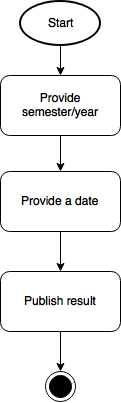 Start
Provide
semester/year
Provide a date
Publish result